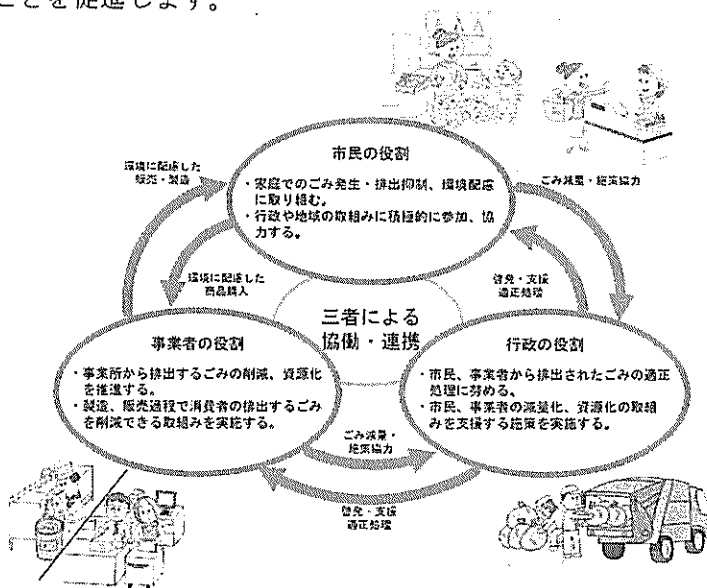 ことを促進します。
市民の役割
・家庭でのごみ発生・排出抑制、環境配慮
に取り組む。
・行政や地域の取組みに積極的に参加、協
力する。
環境に配慮した
販売・製造
ごみ減量・施策協力
環境に配慮した
商品購入
啓発・支援
適正処理
三者による
協働・連携
事業者の役割
・事業所から排出するごみの削減、資源化
を推進する。
・製造、販売過程で消費者の排出するごみ
を削減できる取組みを実施する。
行政の役割
・市民、事業者から排出されたごみの適正
処理に努める。
・市民、事業者の減量化、資源化の取組
みを支援する施策を実施する。
ごみ減量・
施策協力
啓発・支援
適正処理